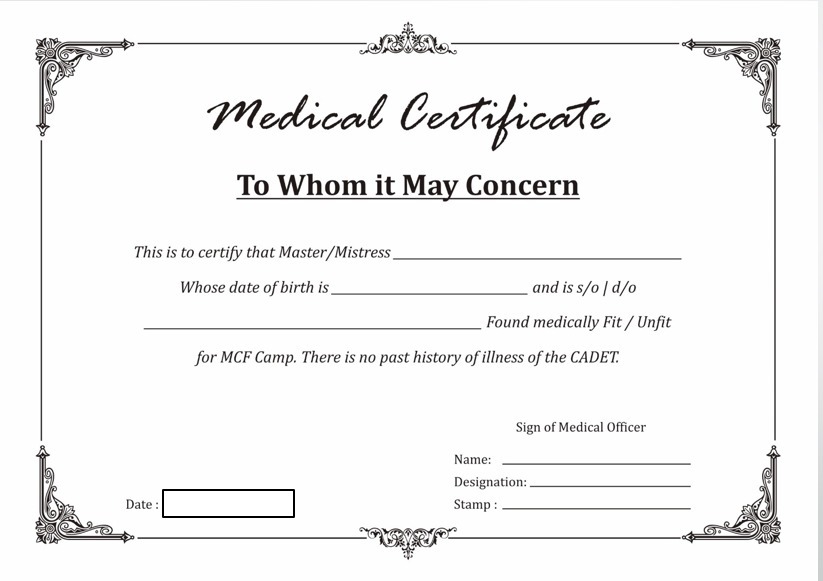 Medical Certificate
To Whom it May Concern
This is to certify that Master/Mistress
Whose date of birth is and is s/o | d/o
Found medically Fit / Unfit
for MCF Camp. There is no past history of illness of the CADET.
Sign of Medical Officer
Name:
Designation:
Date : Stamp :